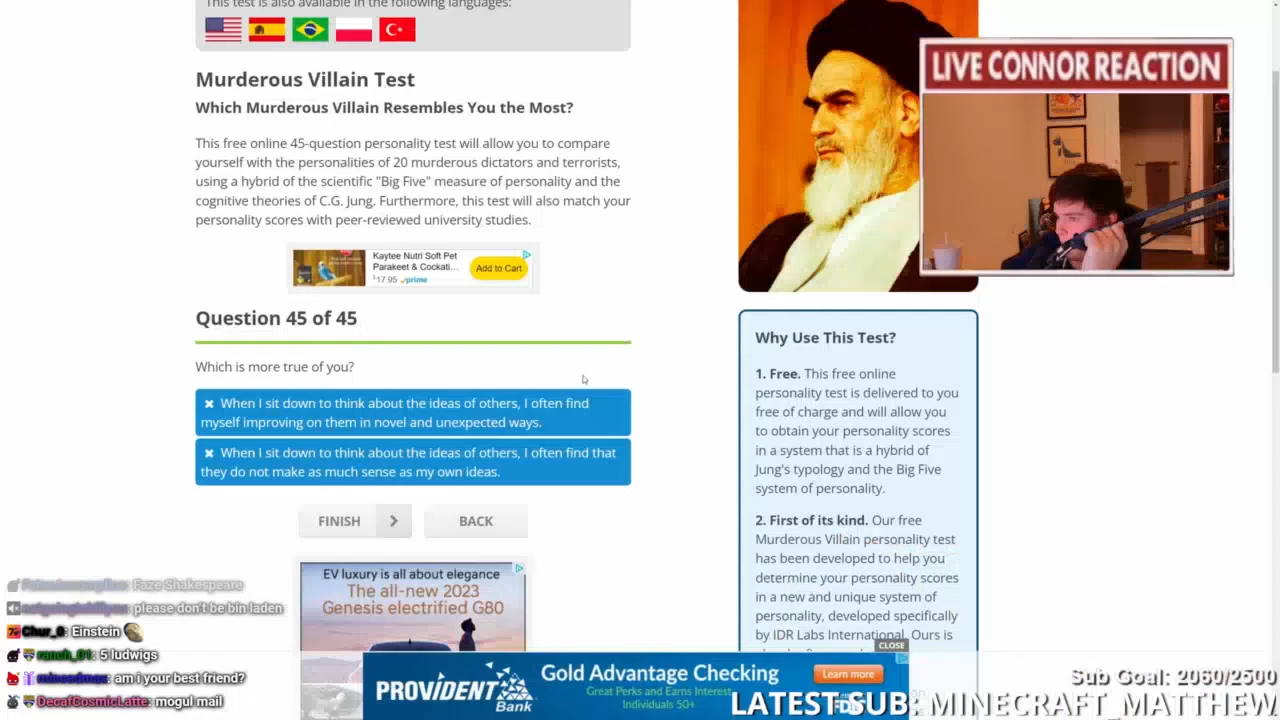 This test is also available in the following languages:
Murderous Villain Test
Which Murderous Villain Resembles You the Most?
This free online 45-question personality test will allow you to compare
yourself with the personalities of 20 murderous dictators and terrorists,
using a hybrid of the scientific "Big Five" measure of personality and the
cognitive theories of C.G. Jung. Furthermore, this test will also match your
personality scores with peer-reviewed university studies.
Kaytee Nutri Soft Pet
Parakeet & Cockati...
$17.95 prime
Add to Cart
Question 45 of 45
Which is more true of you?
When I sit down to think about the ideas of others, I often find
myself improving on them in novel and unexpected ways.
When I sit down to think about the ideas of others, I often find that
they do not make as much sense as my own ideas.
FINISH
BACK
EV luxury is all about elegance
The all-new 2023
Genesis electrified G80
LIVE CONNOR REACTION
Why Use This Test?
1. Free. This free online
personality test is delivered to you
free of charge and will allow you
to obtain your personality scores
in a system that is a hybrid of
Jung's typology and the Big Five
system of personality.
2. First of its kind. Our free
Murderous Villain personality test
has been developed to help you
determine your personality scores
in a new and unique system of
personality, developed specifically
by IDR Labs International. Ours is
Faze Shakespeare
please don't be bin laden
Chur_0: Einstein
ranch_01: 5 ludwigs
am i your best friend?
DecafCosmicLatte: mogul mail
CLOSE
PROVIDENT
Bank
Gold Advantage Checking
Great Perks and Earns Interest
Individuals 50+
Learn more
Sub Goal: 2060/2500
LATEST SUB: MINECRAFT_MATTHEW